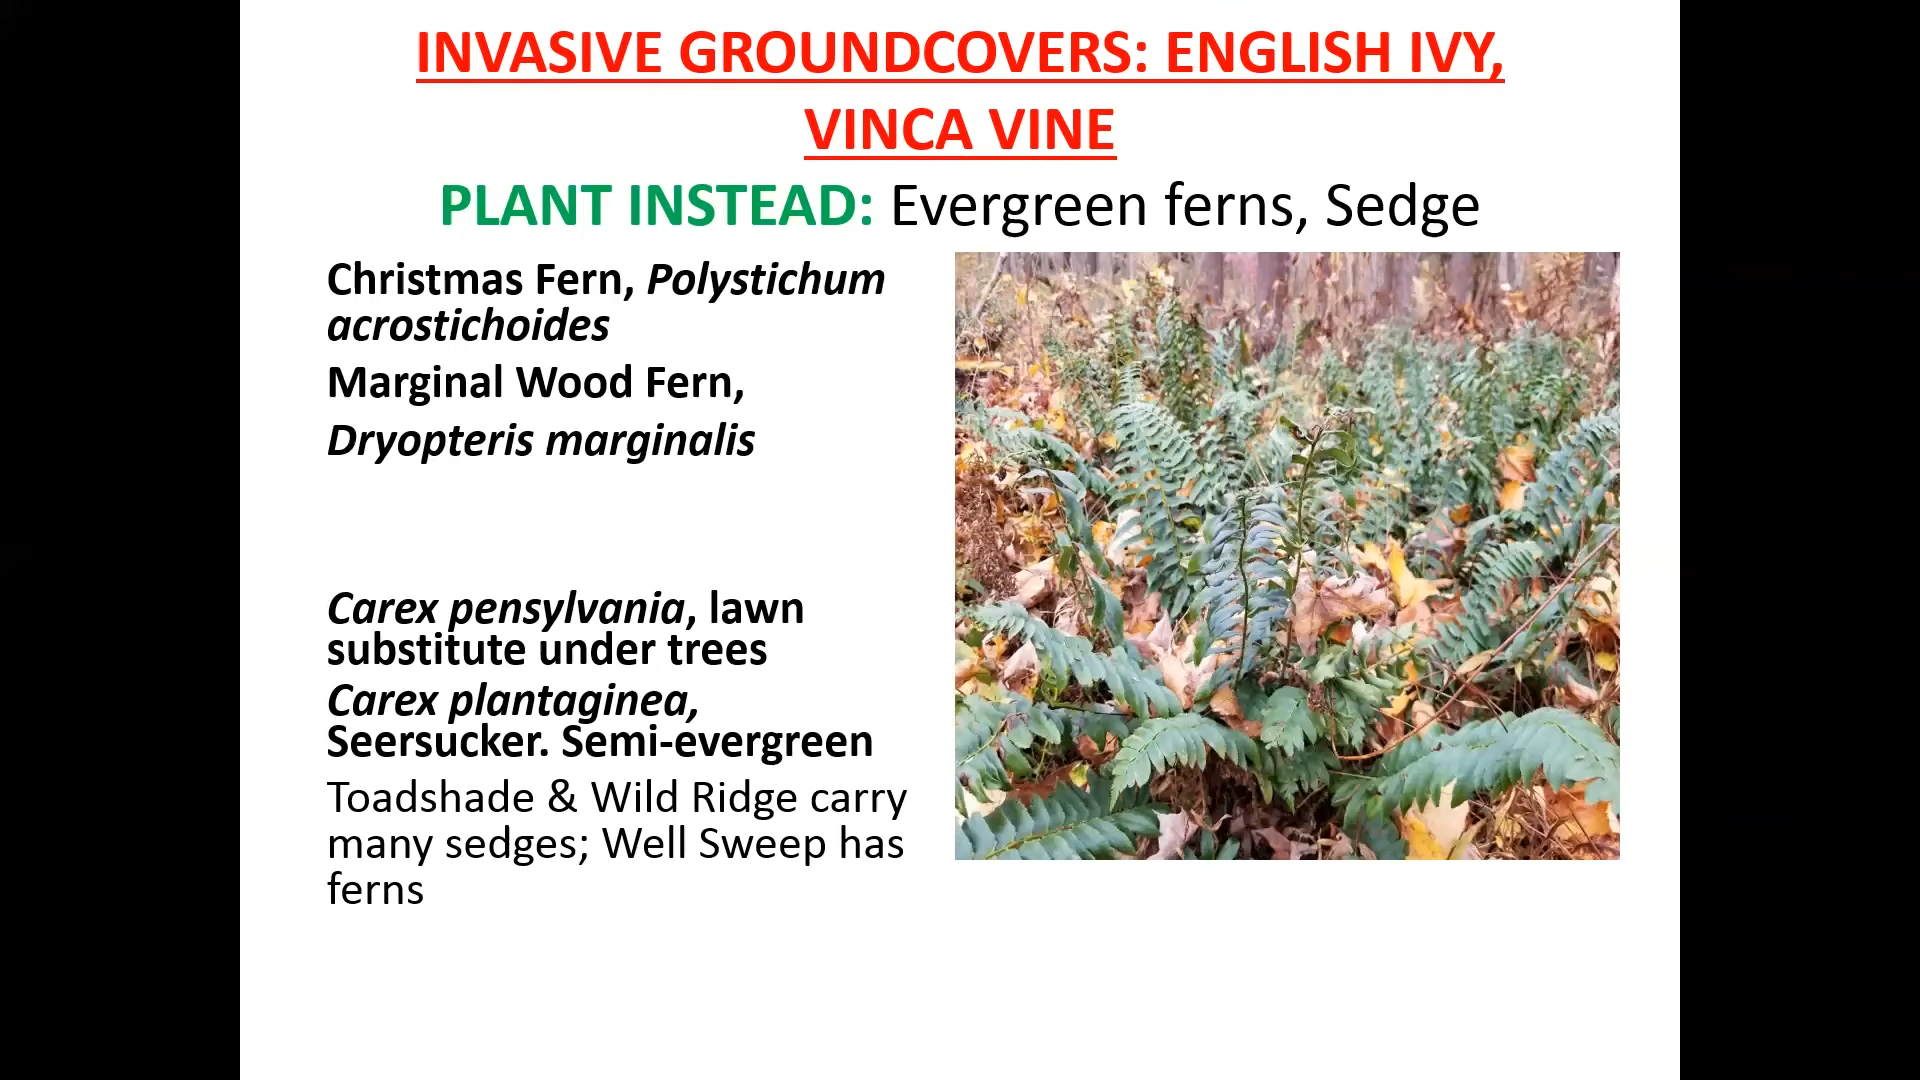 INVASIVE GROUNDCOVERS: ENGLISH IVY,
VINCA VINE
PLANT INSTEAD: Evergreen ferns, Sedge
Christmas Fern, Polystichum
acrostichoides
Marginal Wood Fern,
Dryopteris marginalis
Carex pensylvania, lawn
substitute under trees
Carex plantaginea,
Seersucker. Semi-evergreen
Toadshade & Wild Ridge carry
many sedges; Well Sweep has
ferns